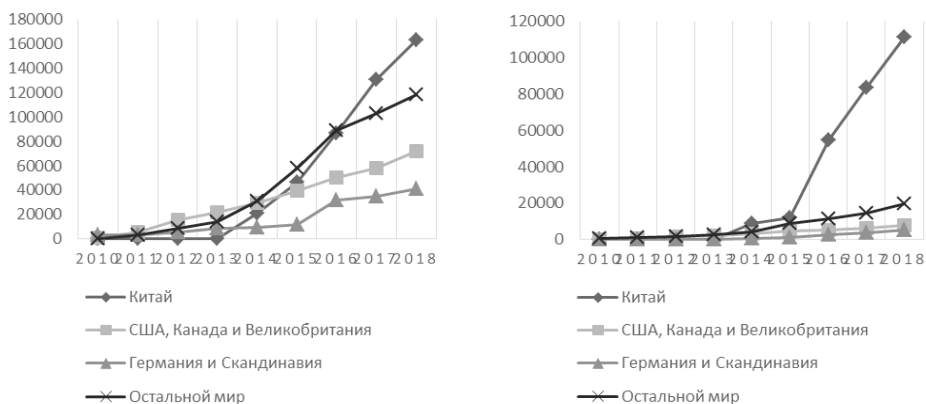 180000
160000
140000
120000
100000
80000
60000
40000
20000
0
2010 2011 2012 2013 2014 2015 2016 2017 2018
Китай
США, Канада и Великобритания
Германия и Скандинавия
Остальной мир
120000
100000
80000
60000
40000
20000
0
2010 2011 2012 2013 2014 2015 2016 2017 2018
Китай
США, Канада и Великобритания
Германия и Скандинавия
Остальной мир